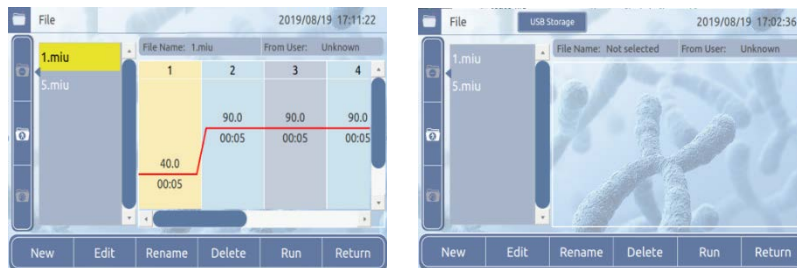 File 2019/08/19 17:11:22
File Name: 1.miu From User: Unknown
1.miu
5.miu
1 2 3 4
90.0 90.0 90.0
00:05 00:05 00:05
40.0
00:05
New Edit Rename Delete Run Return
File USB Storage 2019/08/19 17:02:36
File Name: Not selected From User: Unknown
1.miu
5.miu
New Edit Rename Delete Run Return